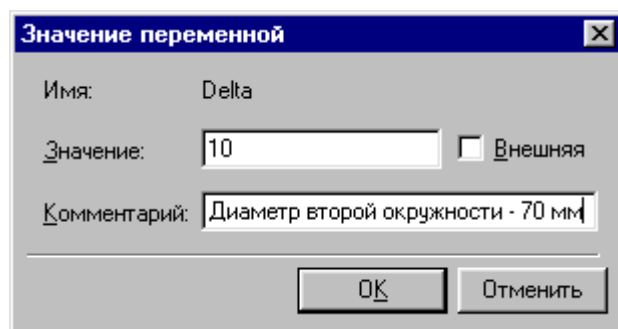 Значение переменной
Имя: Delta
Значение: 10 Внешняя
Комментарий: Диаметр второй окружности - 70 мм
OK Отменить